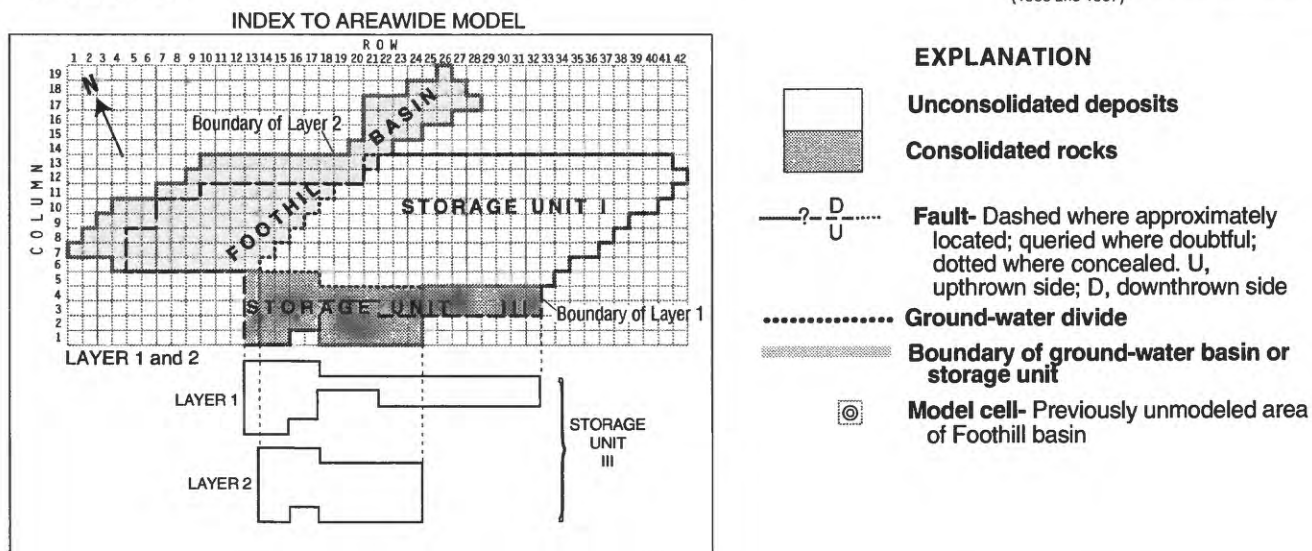 (1986 and 1987)
INDEX TO AREAWIDE MODEL
ROW
1 2 3 4 5 6 7 8 9 10 11 12 13 14 15 16 17 18 19 20 21 22 23 24 25 26 27 28 29 30 31 32 33 34 35 36 37 38 39 40 41 42
COLUMN
19
18
17
16
15
14
13
12
11
10
9
8
7
6
5
4
3
2
1
N
BASIN
Boundary of Layer 2
FOOTHIL
STORAGE UNIT I
STORAGE UNIT III
Boundary of Layer 1
LAYER 1 and 2
LAYER 1
LAYER 2
STORAGE
UNIT
III
EXPLANATION
Unconsolidated deposits
Consolidated rocks
? D
U
Fault- Dashed where approximately
located; queried where doubtful;
dotted where concealed. U,
upthrown side; D, downthrown side
Ground-water divide
Boundary of ground-water basin or
storage unit
Model cell- Previously unmodeled area
of Foothill basin